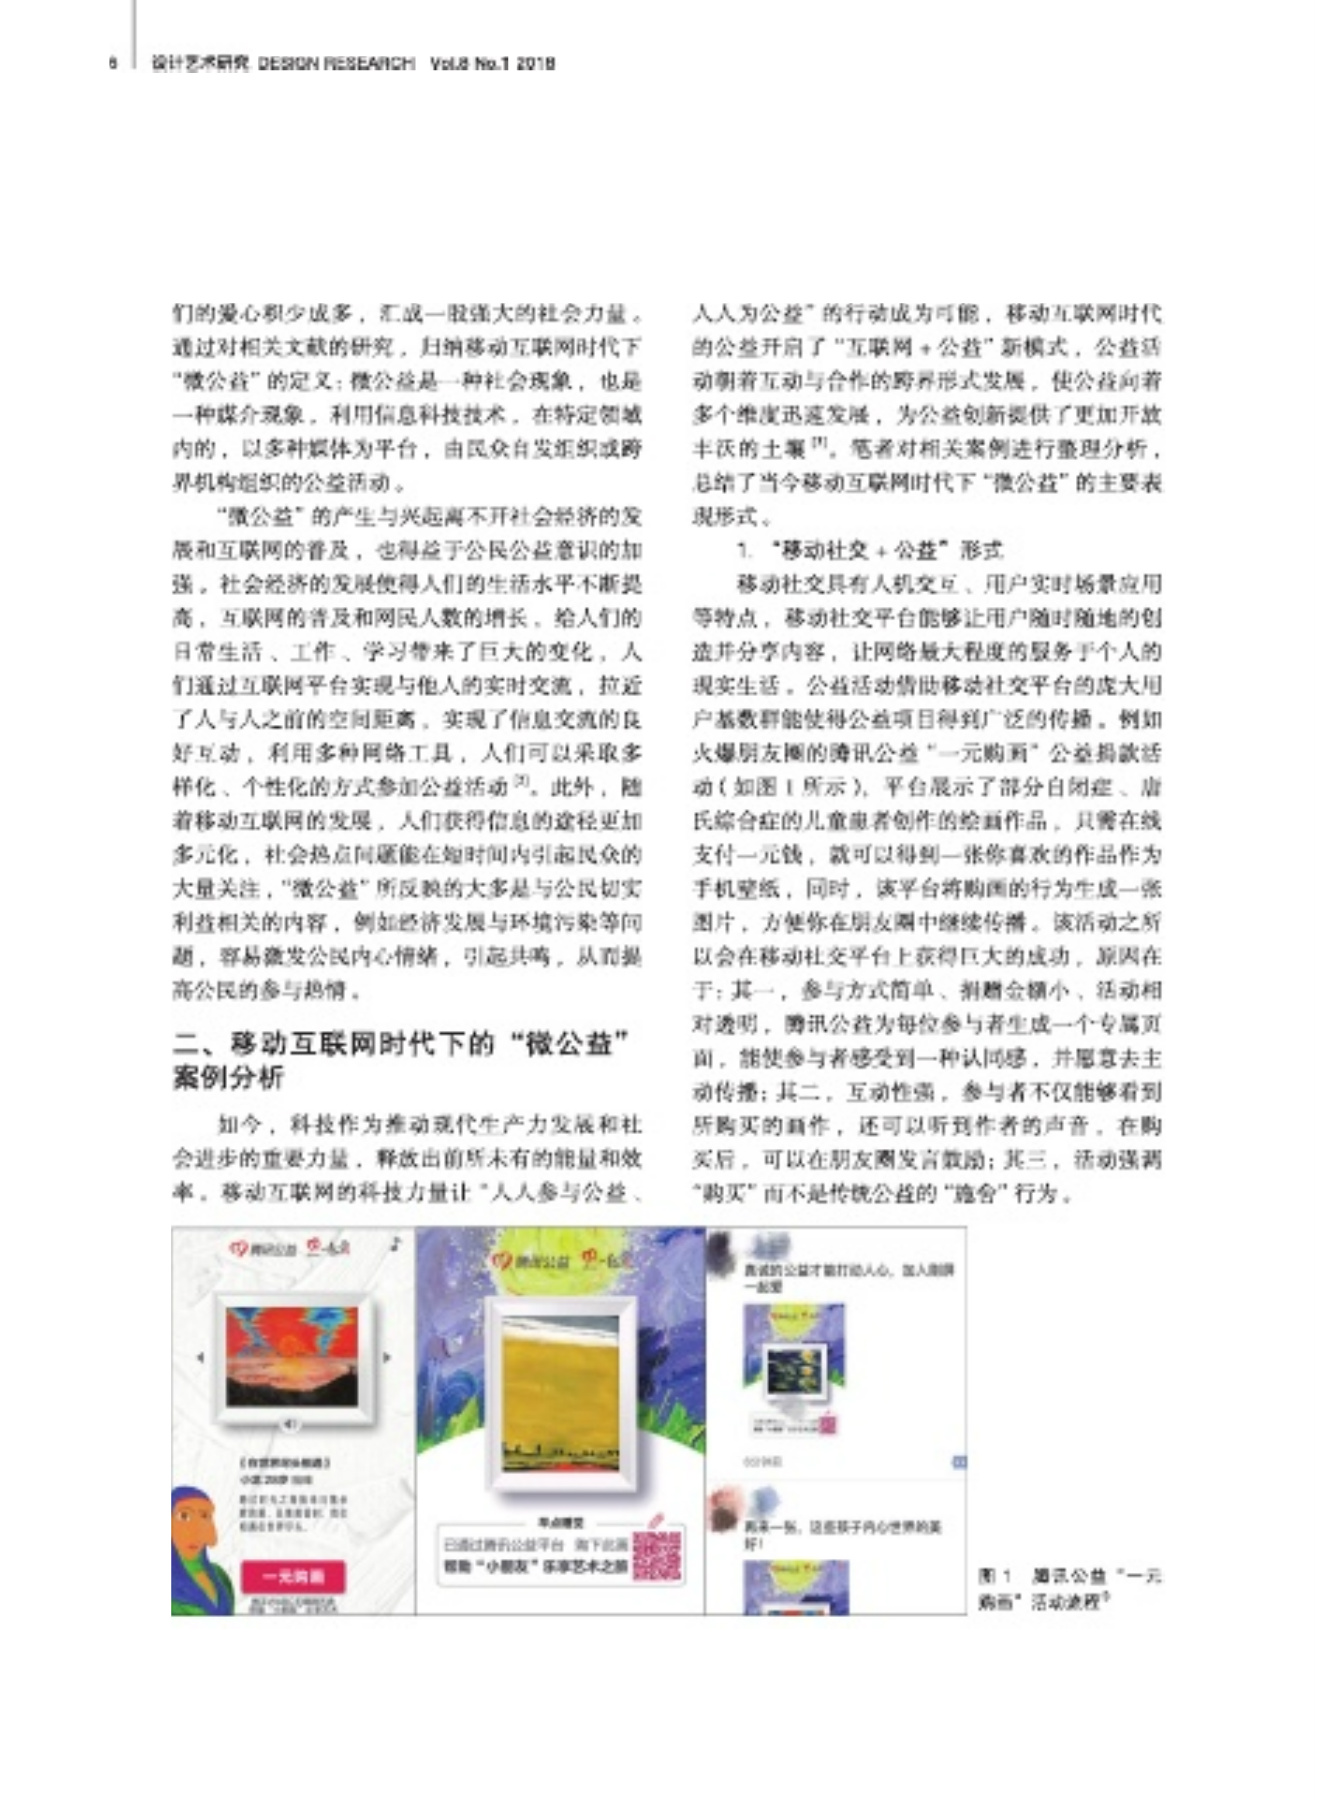 6 设计艺术研究 DESIGN RESEARCH Vol.8 No.1 2018
们的爱心积少成多，汇成一股强大的社会力量。
通过对相关文献的研究，归纳移动互联网时代下
“微公益”的定义：微公益是一种社会现象，也是
一种媒介现象，利用信息科技技术，在特定领域
内的，以多种媒体为平台，由民众自发组织或跨
界机构组织的公益活动。
“微公益”的产生与兴起离不开社会经济的发
展和互联网的普及，也得益于公民公益意识的加
强。社会经济的发展使得人们的生活水平不断提
高，互联网的普及和网民人数的增长，给人们的
日常生活、工作、学习带来了巨大的变化，人
们通过互联网平台实现与他人的实时交流，拉近
了人与人之前的空间距离，实现了信息交流的良
好互动，利用多种网络工具，人们可以采取多
样化、个性化的方式参加公益活动[2]。此外，随
着移动互联网的发展，人们获得信息的途径更加
多元化，社会热点问题能在短时间内引起民众的
大量关注，“微公益”所反映的大多是与公民切实
利益相关的内容，例如经济发展与环境污染等问
题，容易激发公民内心情绪，引起共鸣，从而提
高公民的参与热情。
二、移动互联网时代下的“微公益”
案例分析
如今，科技作为推动现代生产力发展和社
会进步的重要力量，释放出前所未有的能量和效
率。移动互联网的科技力量让“人人参与公益、
人人为公益”的行动成为可能，移动互联网时代
的公益开启了“互联网+公益”新模式，公益活
动朝着互动与合作的跨界形式发展，使公益向着
多个维度迅速发展，为公益创新提供了更加开放
丰沃的土壤[3]。笔者对相关案例进行整理分析，
总结了当今移动互联网时代下“微公益”的主要表
现形式。
1. “移动社交+公益”形式
移动社交具有人机交互、用户实时场景应用
等特点，移动社交平台能够让用户随时随地的创
造并分享内容，让网络最大程度的服务于个人的
现实生活。公益活动借助移动社交平台的庞大用
户基数群能使得公益项目得到广泛的传播。例如
火爆朋友圈的腾讯公益“一元购画”公益捐款活
动（如图1所示），平台展示了部分自闭症、唐
氏综合症的儿童患者创作的绘画作品，只需在线
支付一元钱，就可以得到一张你喜欢的作品作为
手机壁纸，同时，该平台将购画的行为生成一张
图片，方便你在朋友圈中继续传播。该活动之所
以会在移动社交平台上获得巨大的成功，原因在
于：其一，参与方式简单、捐赠金额小、活动相
对透明，腾讯公益为每位参与者生成一个专属页
面，能使参与者感受到一种认同感，并愿意去主
动传播；其二，互动性强，参与者不仅能够看到
所购买的画作，还可以听到作者的声音，在购
买后，可以在朋友圈发言鼓励；其三，活动强调
“购买”而不是传统公益的“施舍”行为。
腾讯公益
一元购画
腾讯公益
早点睡觉
已通过腾讯公益平台 购下此画
帮助“小朋友”乐享艺术之旅
真诚的公益才能打动人心，加入刷屏
一起爱
再来一张，这些孩子内心世界的美
好！
图1 腾讯公益“一元
购画”活动流程①